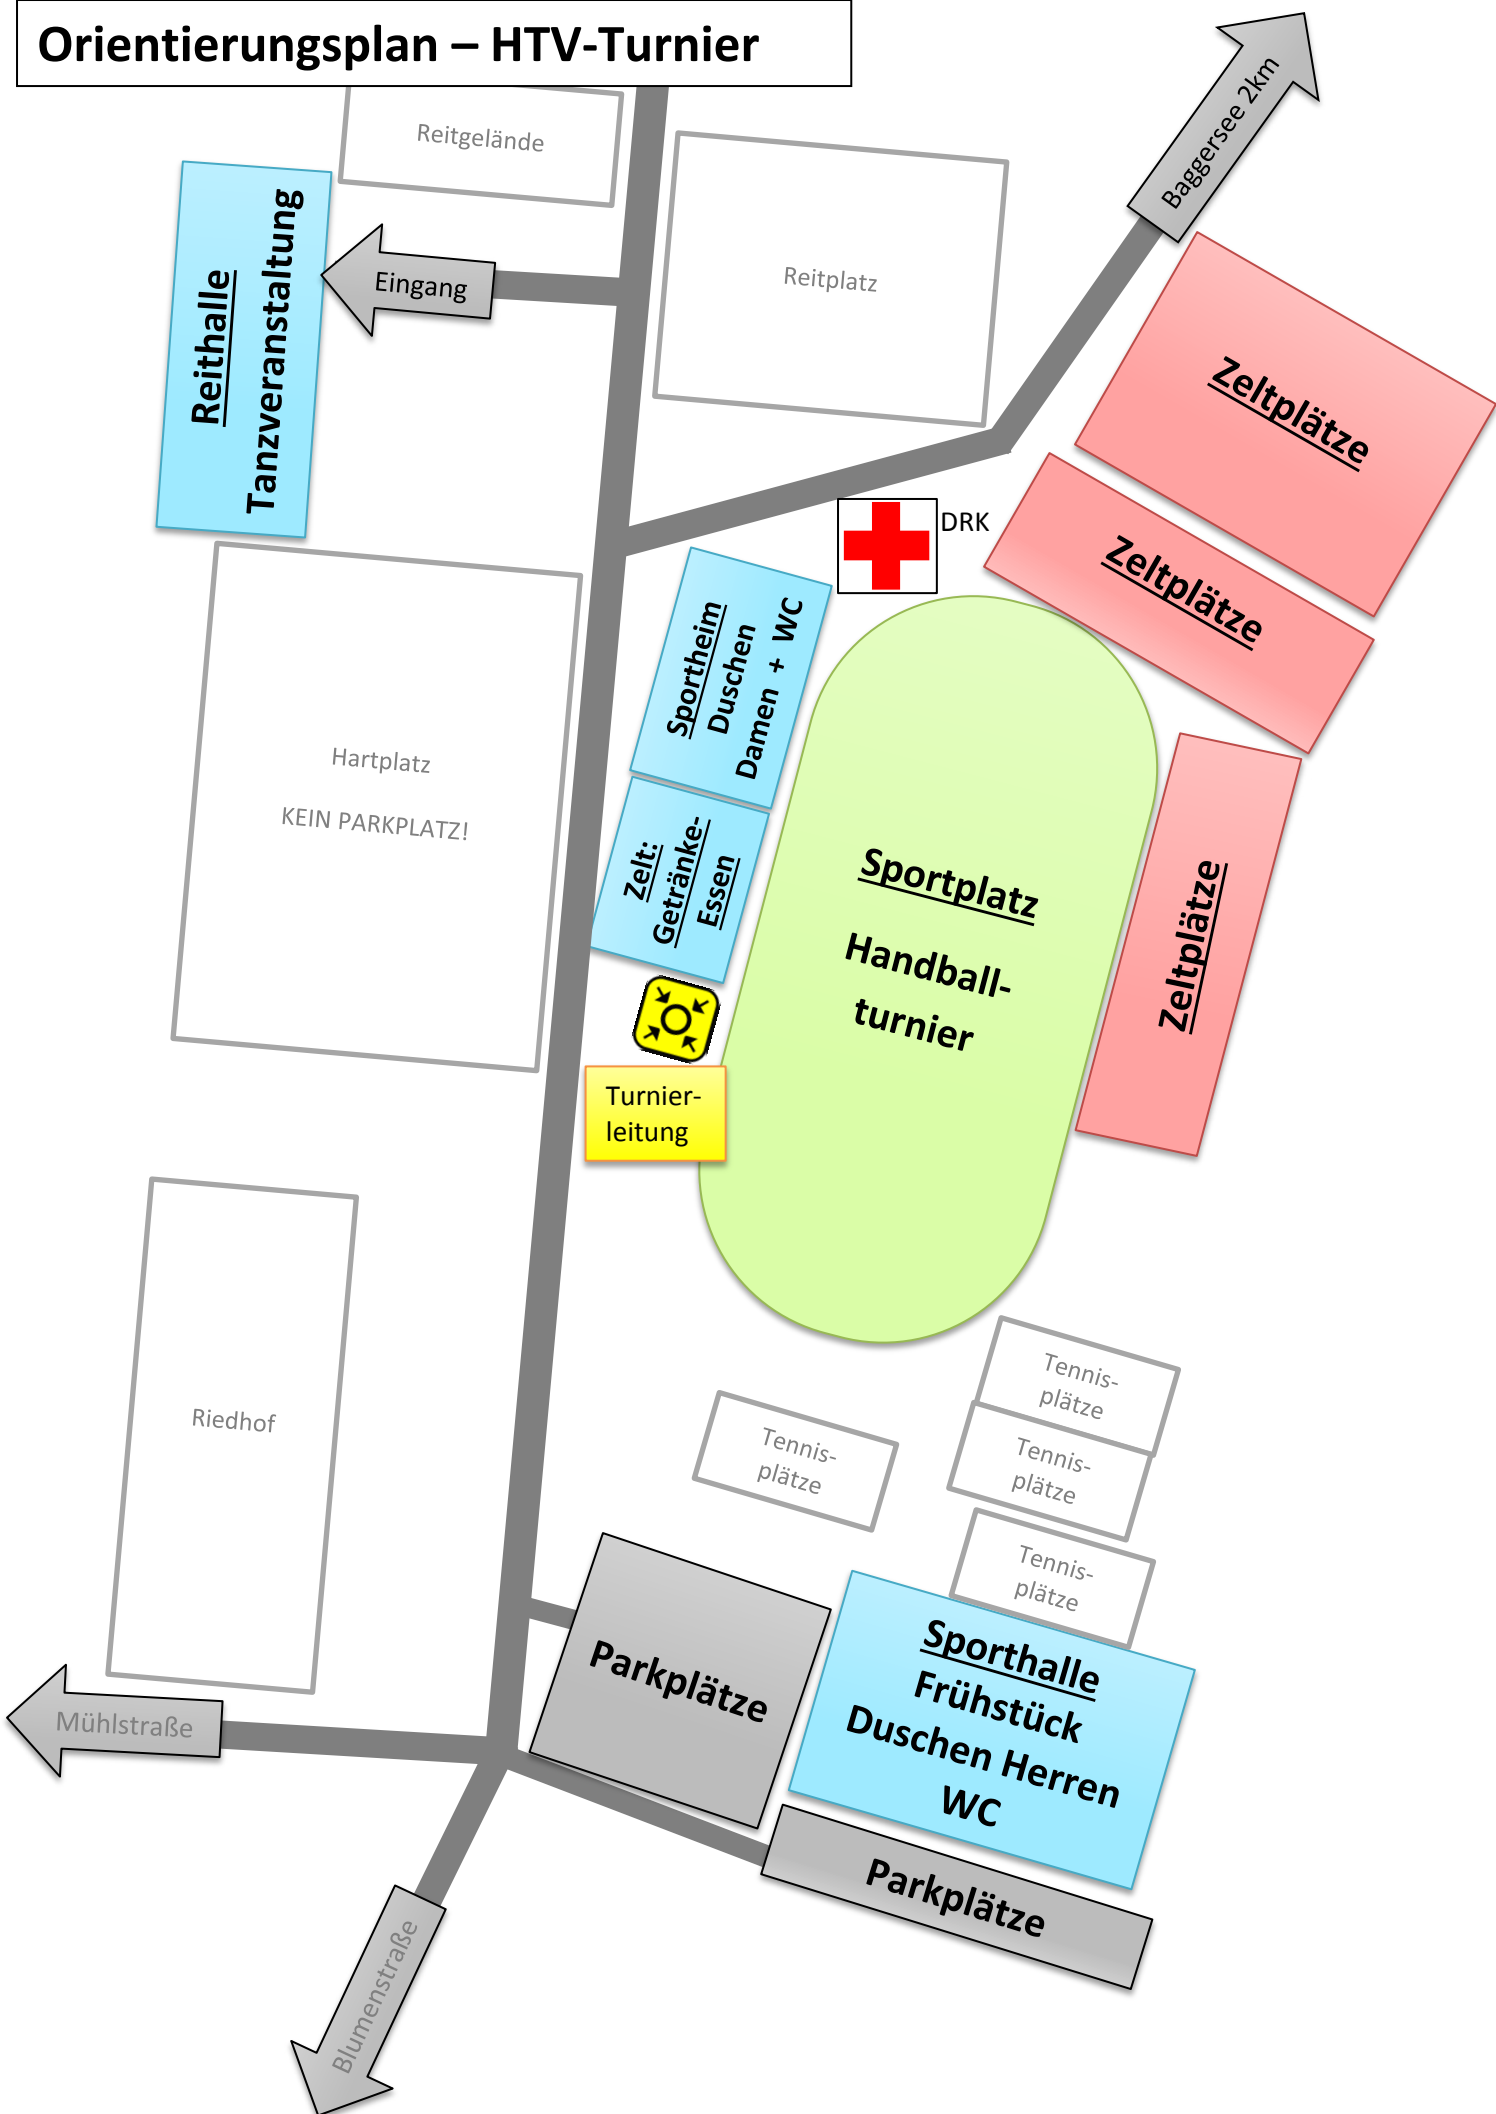 Orientierungsplan – HTV-Turnier
Baggersee 2km
Reitgelände
Reitplatz
Reithalle
Tanzveranstaltung
Eingang
Zeltplätze
Zeltplätze
DRK
Sportheim
Duschen
Damen + WC
Hartplatz
KEIN PARKPLATZ!
Zelt:
Getränke-
Essen
Sportplatz
Handball-
turnier
Zeltplätze
Turnier-
leitung
Riedhof
Tennis-
plätze
Tennis-
plätze
Tennis-
plätze
Tennis-
plätze
Parkplätze
Sporthalle
Frühstück
Duschen Herren
WC
Mühlstraße
Parkplätze
Blumenstraße